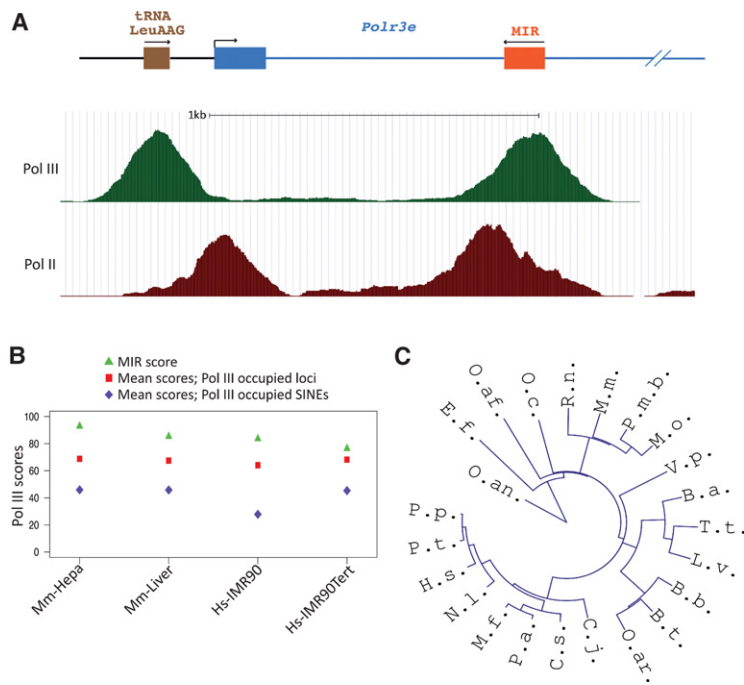 A
tRNA
LeuAAG
Polr3e
MIR
1kb
Pol III
Pol II
B
MIR score
Mean scores; Pol III occupied loci
Mean scores; Pol III occupied SINEs
Pol III scores
100
80
60
40
20
0
Mm-Hepa
Mm-Liver
Hs-IMR90
Hs-IMR90Tert
C
O.an.
E.f.
O.af.
O.c.
R.n.
M.m.
P.m.b.
M.o.
V.p.
B.a.
T.t.
L.v.
B.b.
B.t.
O.ar.
C.j.
C.s.
P.a.
M.f.
N.l.
H.s.
P.t.
P.p.